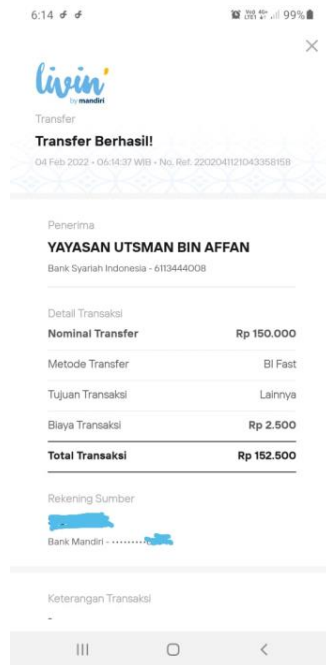 6:14
99%
livin'
by mandiri
Transfer
Transfer Berhasil!
04 Feb 2022 • 06:14:37 WIB • No. Ref. 2202041121043358158
Penerima
YAYASAN UTSMAN BIN AFFAN
Bank Syariah Indonesia - 6113444008
Detail Transaksi
Nominal Transfer Rp 150.000
Metode Transfer BI Fast
Tujuan Transaksi Lainnya
Biaya Transaksi Rp 2.500
Total Transaksi Rp 152.500
Rekening Sumber
Bank Mandiri - •••••••••
Keterangan Transaksi
-